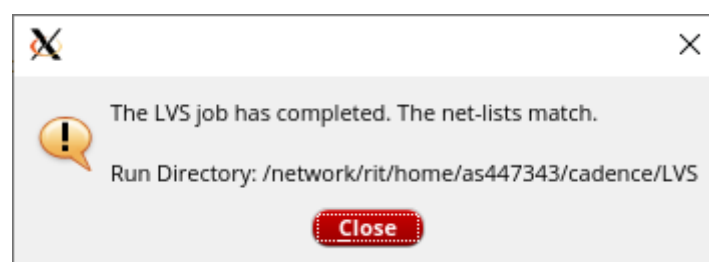 The LVS job has completed. The net-lists match.
Run Directory: /network/rit/home/as447343/cadence/LVS
Close